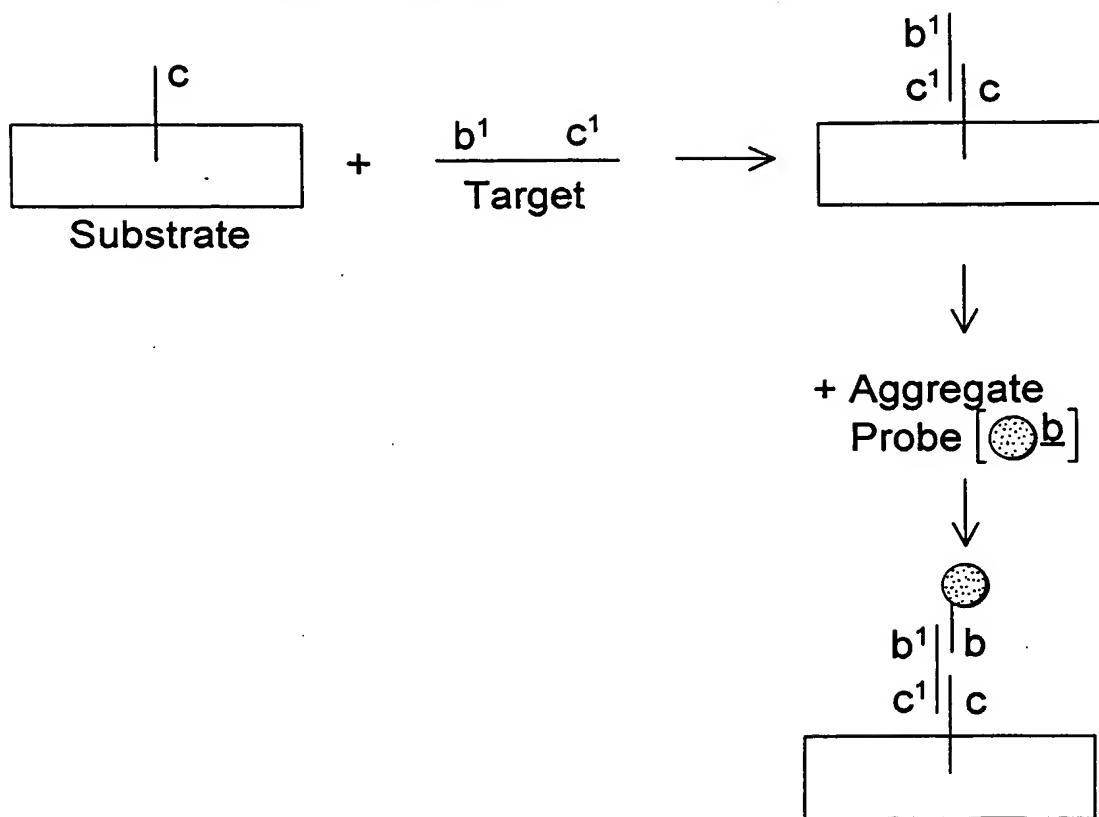 c
Substrate
+
b¹ c¹
Target
b¹
c¹ c
+ Aggregate
Probe [b]
b¹ b
c¹ c